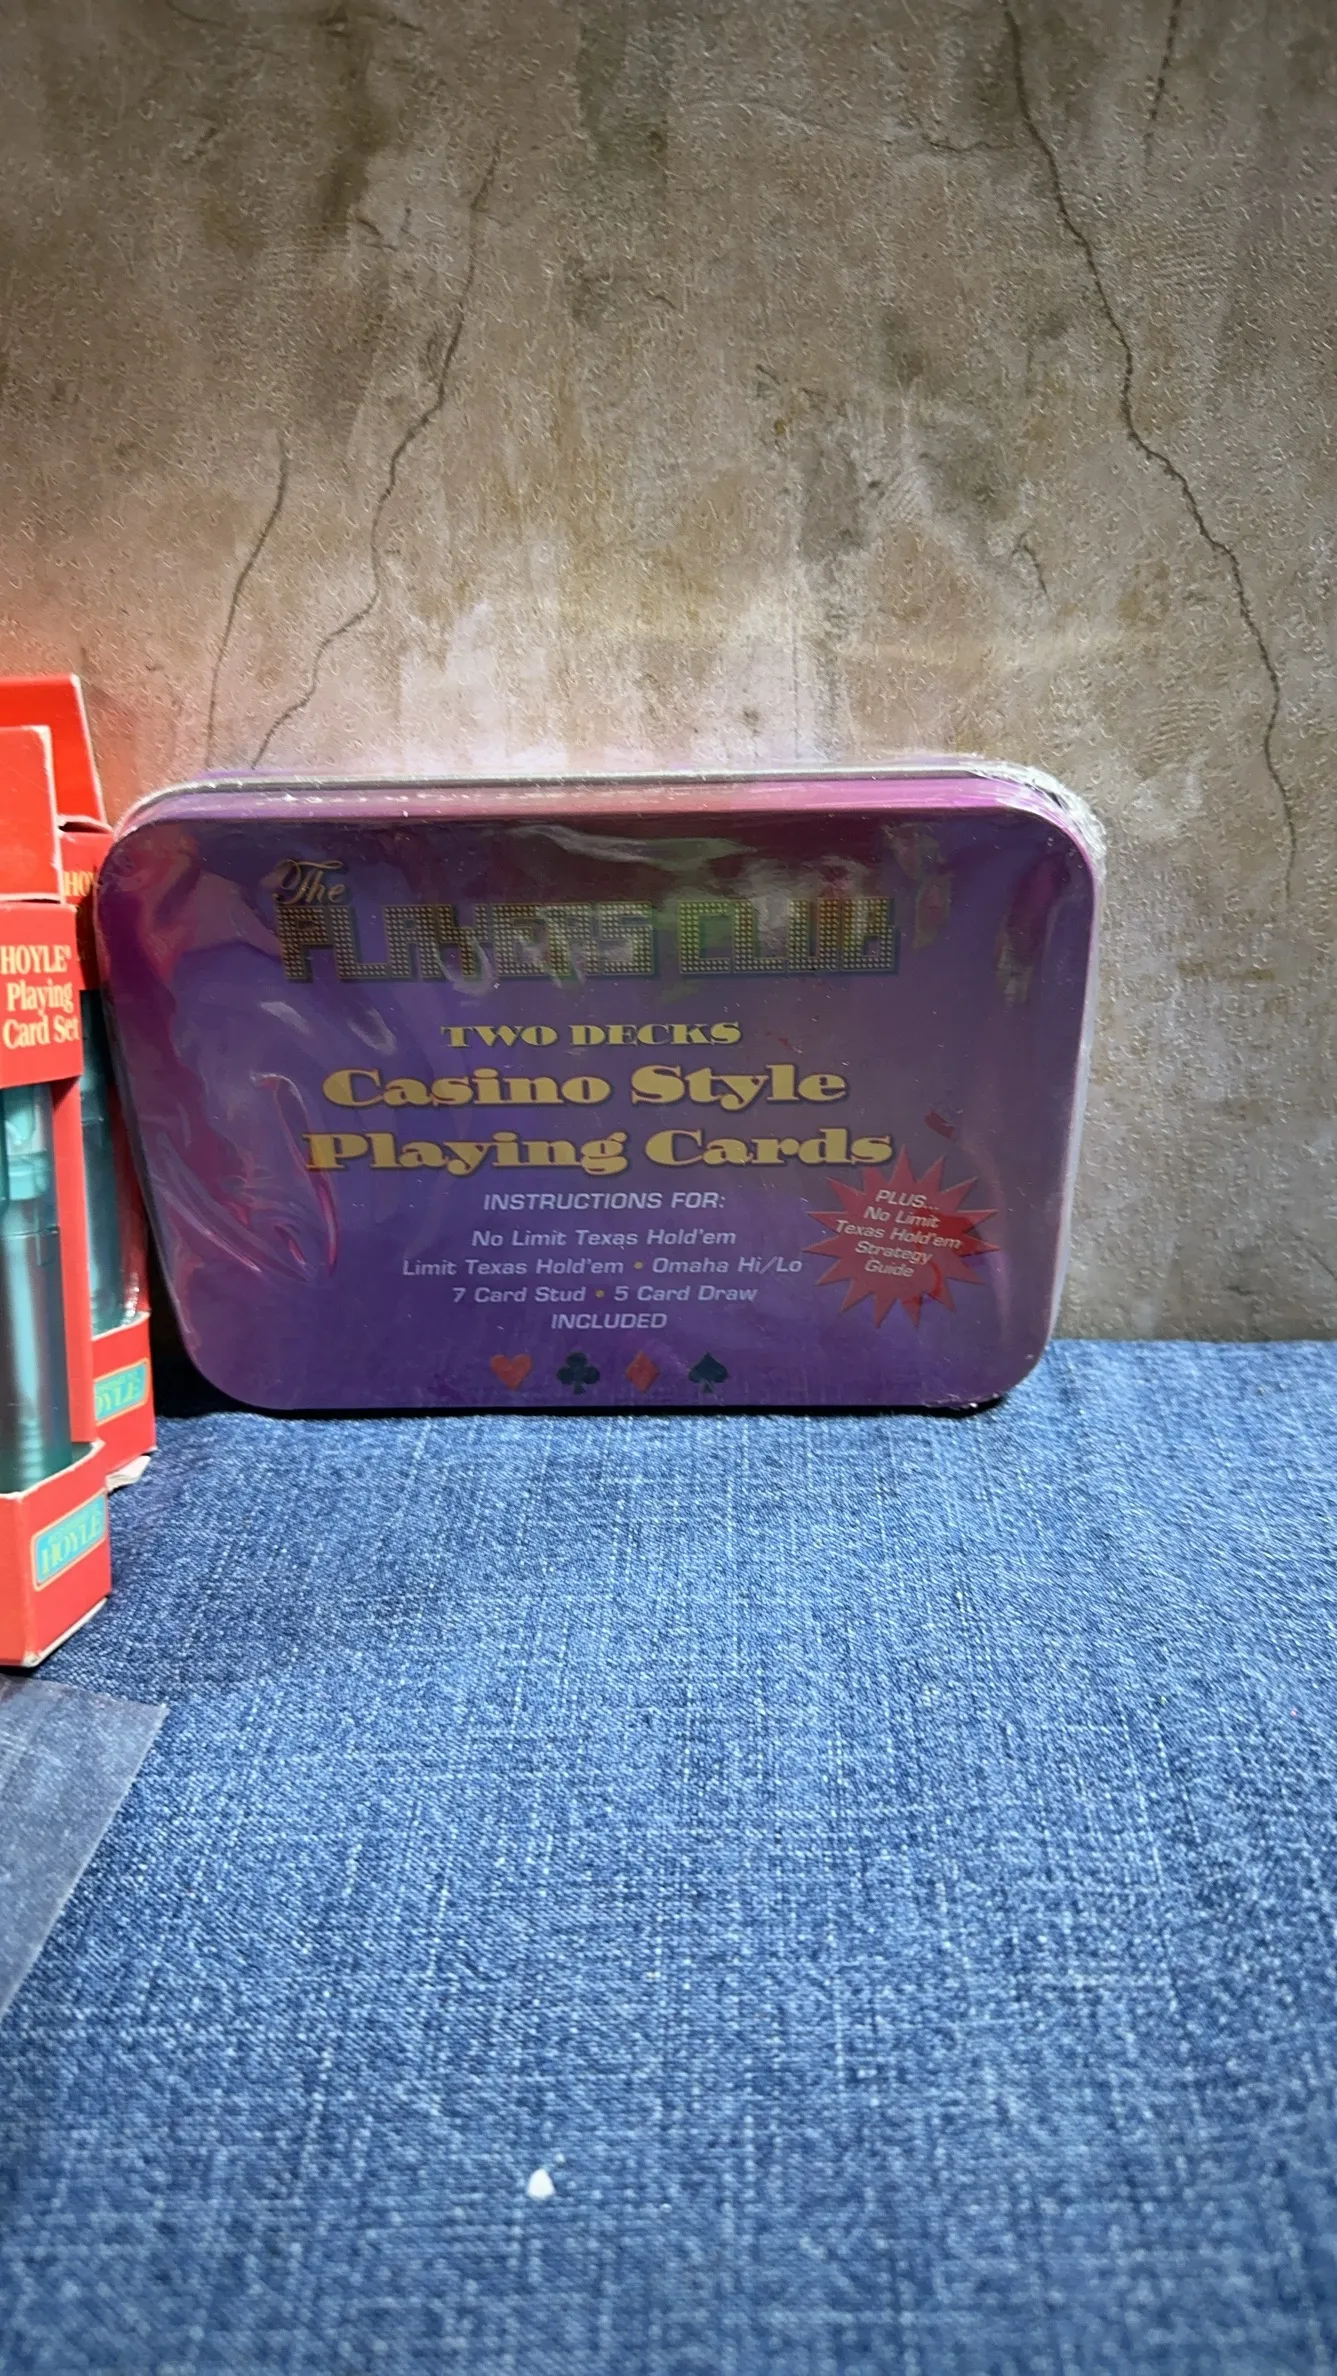 The
PLAYERS CLUB
TWO DECKS
Casino Style
Playing Cards
INSTRUCTIONS FOR:
No Limit Texas Hold'em
Limit Texas Hold'em • Omaha Hi/Lo
7 Card Stud • 5 Card Draw
INCLUDED
PLUS...
No Limit
Texas Hold'em
Strategy
Guide
HOYLE®
Playing
Card Set
HOYLE
HOY
OYLE